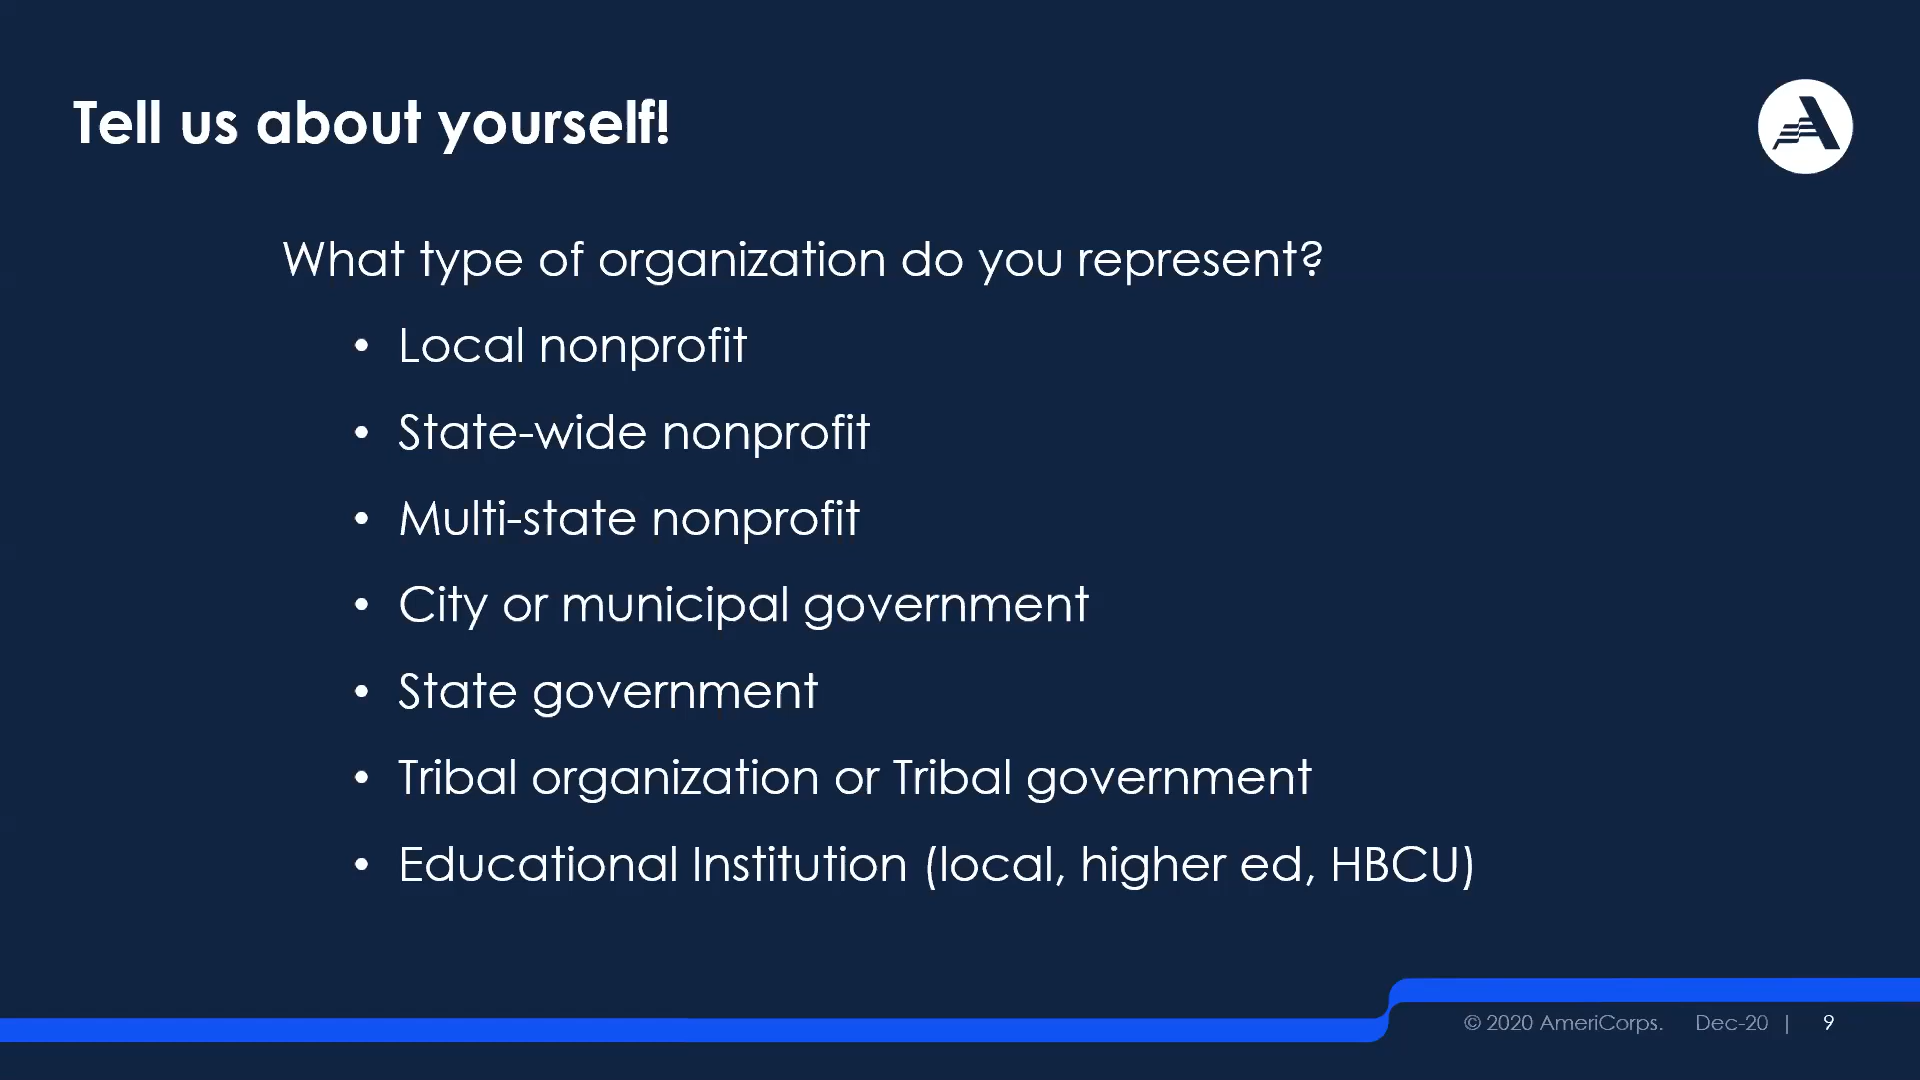 Tell us about yourself!
What type of organization do you represent?
• Local nonprofit
• State-wide nonprofit
• Multi-state nonprofit
• City or municipal government
• State government
• Tribal organization or Tribal government
• Educational Institution (local, higher ed, HBCU)
© 2020 AmeriCorps. Dec-20 | 9